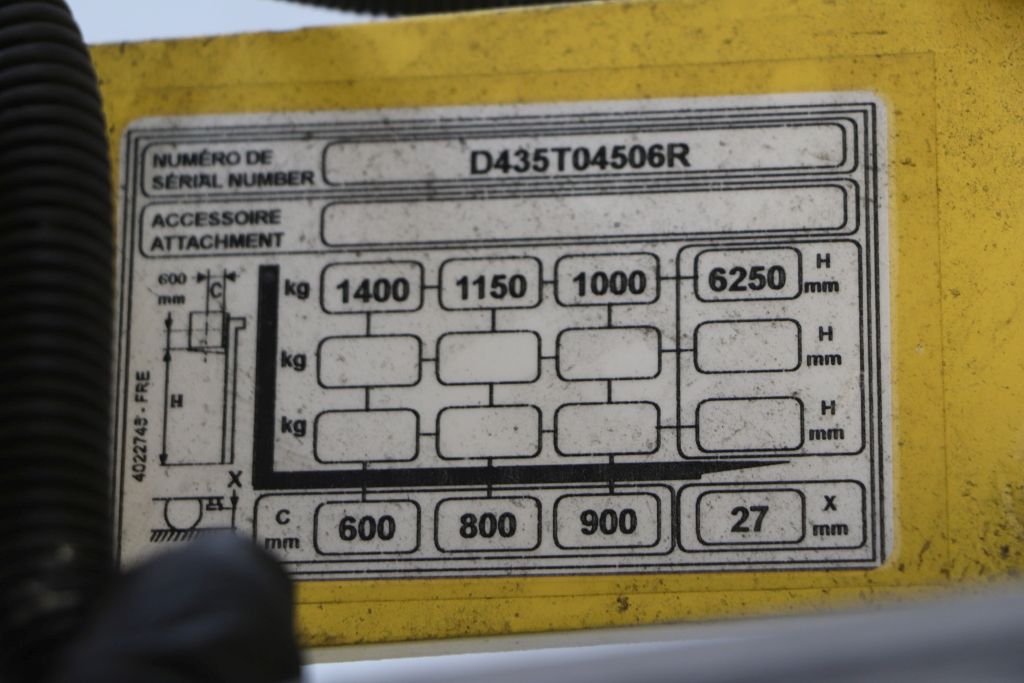 NUMÉRO DE
SÉRIAL NUMBER
D435T04506R
ACCESSOIRE
ATTACHMENT
600
mm
C
H
X
4022748 - FRE
kg 1400 1150 1000 6250 H mm
kg H mm
kg H mm
C mm 600 800 900 27 X mm